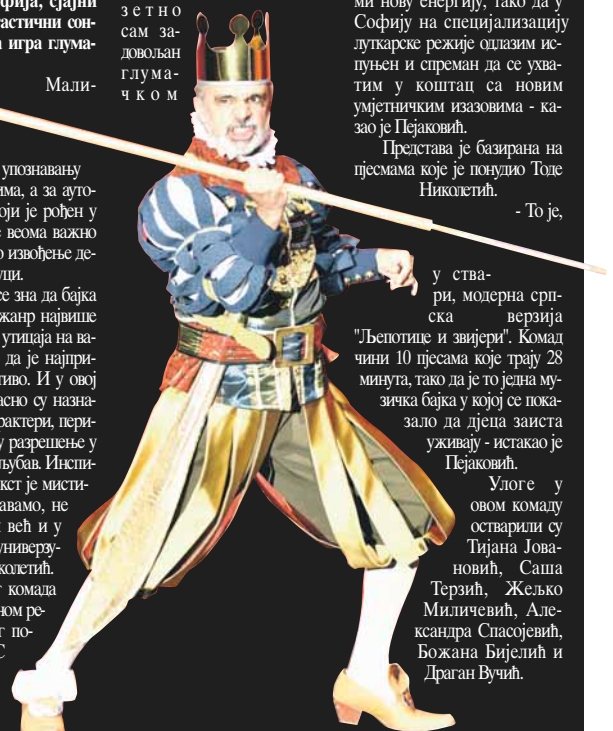 фија, сјајни
тастични сон-
а игра глума-
Мали-
упознавању
има, а за ауто-
оји је рођен у
е веома важно
о извођење де-
уци.
се зна да бајка
жанр највише
утицаја на ва-
да је најпри-
тиво. И у овој
асно су назна-
рактери, пери-
у разрешење у
љубав. Инспи-
кст је мисти-
авамо, не
већ и у
универзу-
колетић.
г комада
ном ре-
г по-
С
зетно
сам за-
довољан
глума-
чком
ми нову енергију, тако да у
Софију на специјализацију
луткарске режије одлазим ис-
пуњен и спреман да се ухва-
тим у коштац са новим
умјетничким изазовима - ка-
зао је Пејаковић.
Представа је базирана на
пјесмама које је понудио Тоде
Николетић.
- То је,
у ства-
ри, модерна срп-
ска верзија
"Љепотице и звијери". Комад
чини 10 пјесама које трају 28
минута, тако да је то једна му-
зичка бајка у којој се пока-
зало да дјеца заиста
уживају - истакао је
Пејаковић.
Улоге у
овом комаду
остварили су
Тијана Јова-
новић, Саша
Терзић, Жељко
Миличевић, Але-
ксандра Спасојевић,
Божана Бијелић и
Драган Вучић.